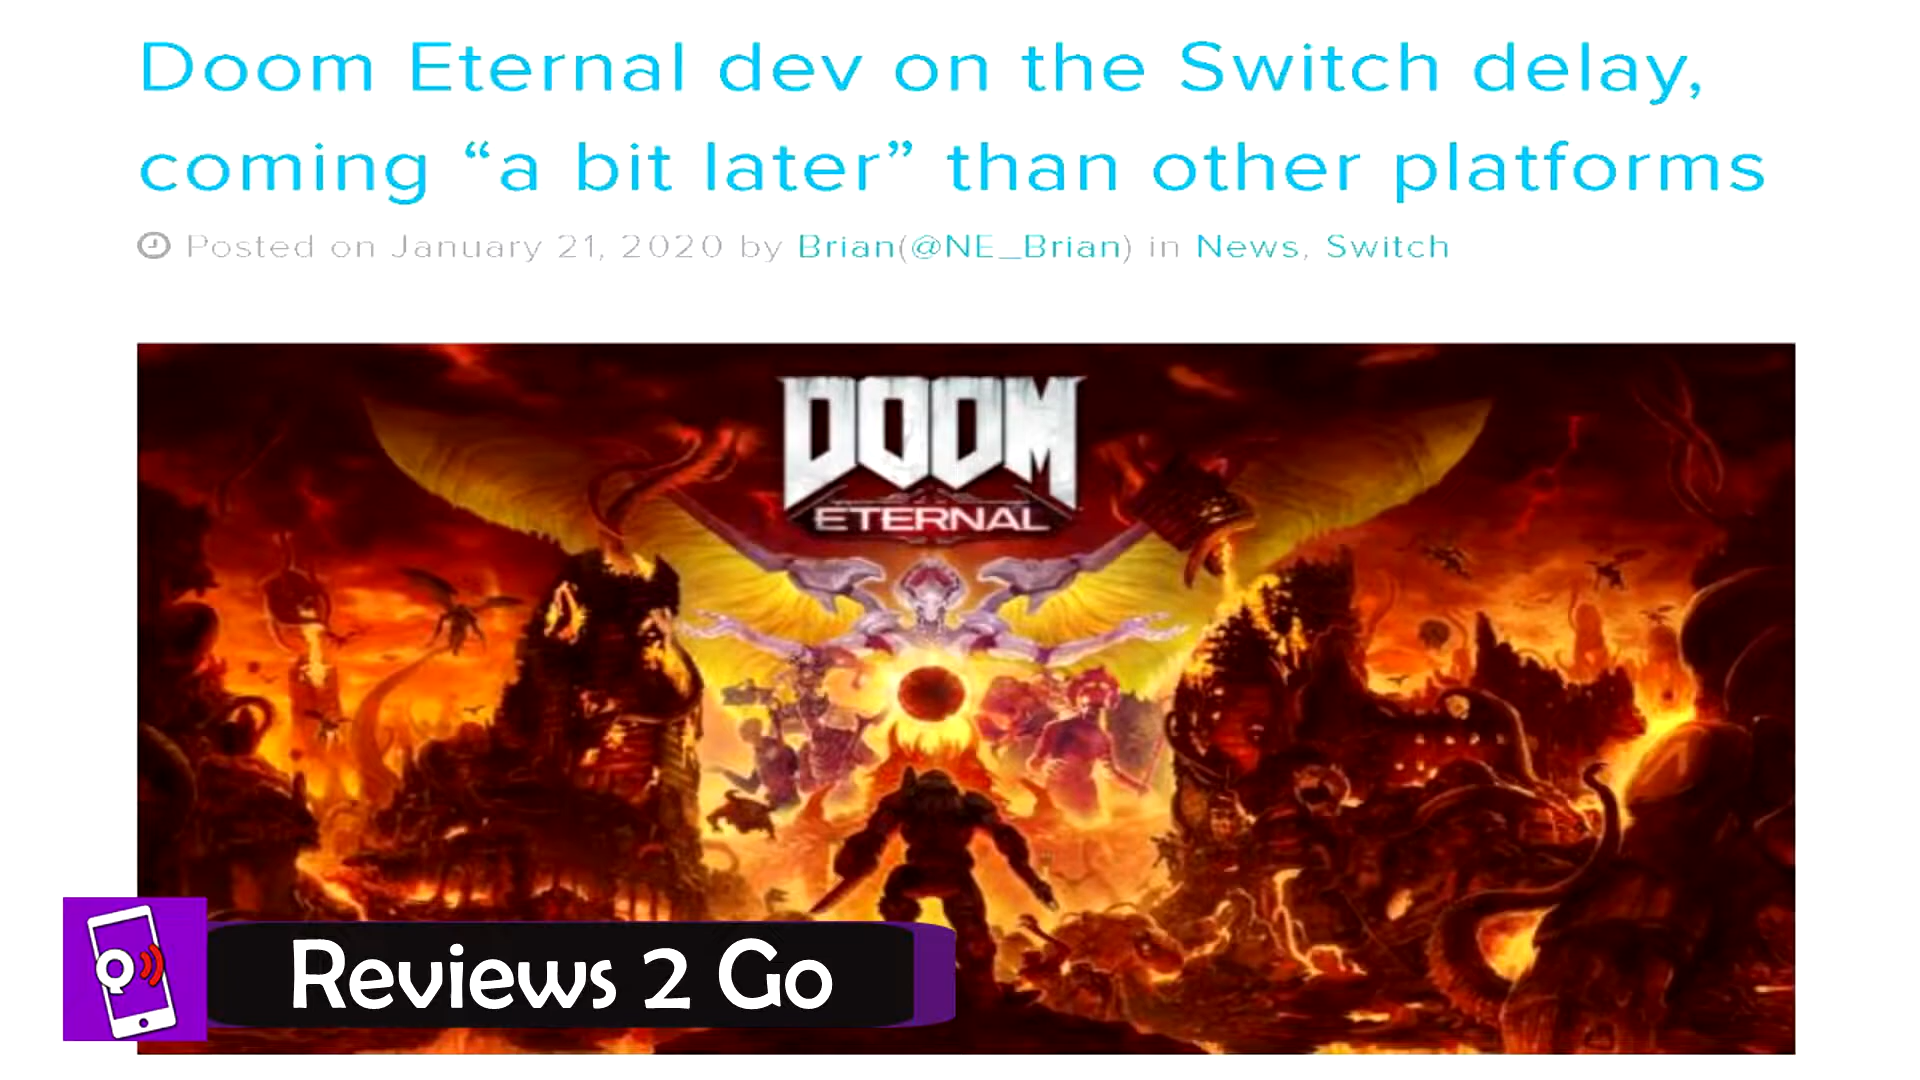 Doom Eternal dev on the Switch delay,
coming “a bit later” than other platforms
Posted on January 21, 2020 by Brian(@NE_Brian) in News, Switch
DOOM
ETERNAL
Reviews 2 Go